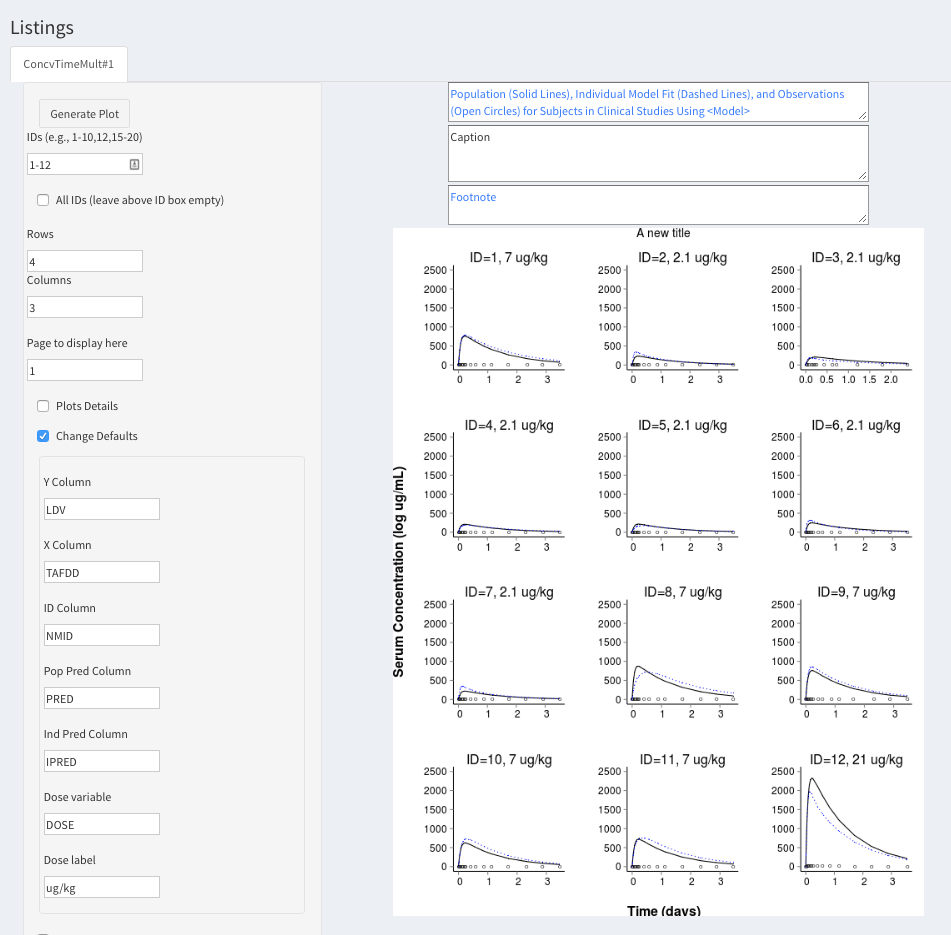 Listings
ConcvTimeMult#1
Generate Plot
IDs (e.g., 1-10,12,15-20)
1-12
All IDs (leave above ID box empty)
Rows
4
Columns
3
Page to display here
1
Plots Details
Change Defaults
Y Column
LDV
X Column
TAFDD
ID Column
NMID
Pop Pred Column
PRED
Ind Pred Column
IPRED
Dose variable
DOSE
Dose label
ug/kg
Population (Solid Lines), Individual Model Fit (Dashed Lines), and Observations
(Open Circles) for Subjects in Clinical Studies Using <Model>
Caption
Footnote
A new title
Serum Concentration (log ug/mL)
ID=1, 7 ug/kg
2500
2000
1500
1000
500
0
0 1 2 3
ID=2, 2.1 ug/kg
2500
2000
1500
1000
500
0
0 1 2 3
ID=3, 2.1 ug/kg
2500
2000
1500
1000
500
0
0.0 0.5 1.0 1.5 2.0
ID=4, 2.1 ug/kg
2500
2000
1500
1000
500
0
0 1 2 3
ID=5, 2.1 ug/kg
2500
2000
1500
1000
500
0
0 1 2 3
ID=6, 2.1 ug/kg
2500
2000
1500
1000
500
0
0 1 2 3
ID=7, 2.1 ug/kg
2500
2000
1500
1000
500
0
0 1 2 3
ID=8, 7 ug/kg
2500
2000
1500
1000
500
0
0 1 2 3
ID=9, 7 ug/kg
2500
2000
1500
1000
500
0
0 1 2 3
ID=10, 7 ug/kg
2500
2000
1500
1000
500
0
0 1 2 3
ID=11, 7 ug/kg
2500
2000
1500
1000
500
0
0 1 2 3
ID=12, 21 ug/kg
2500
2000
1500
1000
500
0
0 1 2 3
Time (days)